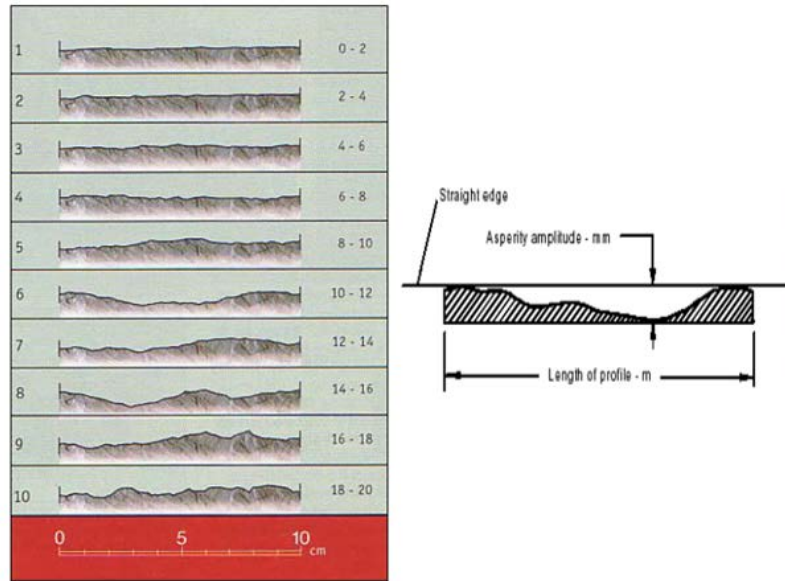 1 0 - 2
2 2 - 4
3 4 - 6
4 6 - 8
5 8 - 10
6 10 - 12
7 12 - 14
8 14 - 16
9 16 - 18
10 18 - 20
0 5 10
cm
Straight edge
Asperity amplitude - mm
Length of profile - m